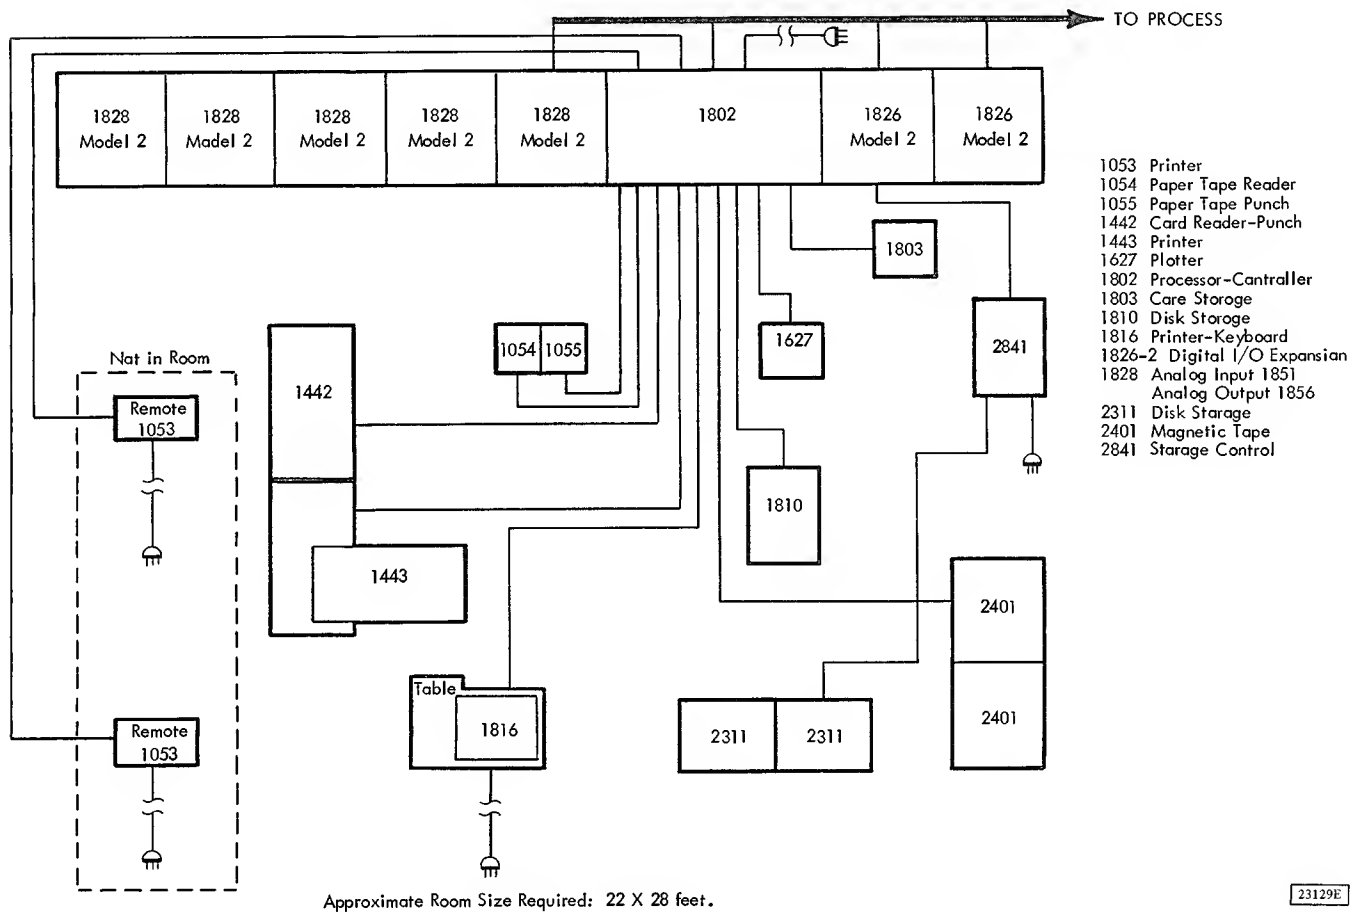 TO PROCESS
1828 Model 2
1828 Madel 2
1828 Model 2
1828 Model 2
1828 Model 2
1802
1826 Model 2
1826 Model 2
1053 Printer
1054 Paper Tape Reader
1055 Paper Tape Punch
1442 Card Reader-Punch
1443 Printer
1627 Plotter
1802 Processor-Cantraller
1803 Care Storoge
1810 Disk Storoge
1816 Printer-Keyboard
1826-2 Digital I/O Expansian
1828 Analog Input 1851
Analog Output 1856
2311 Disk Starage
2401 Magnetic Tape
2841 Starage Control
1803
1054
1055
1627
2841
Nat in Room
Remote
1053
1442
1810
1443
2401
2401
Remote
1053
Table
1816
2311
2311
Approximate Room Size Required: 22 X 28 feet.
23129E